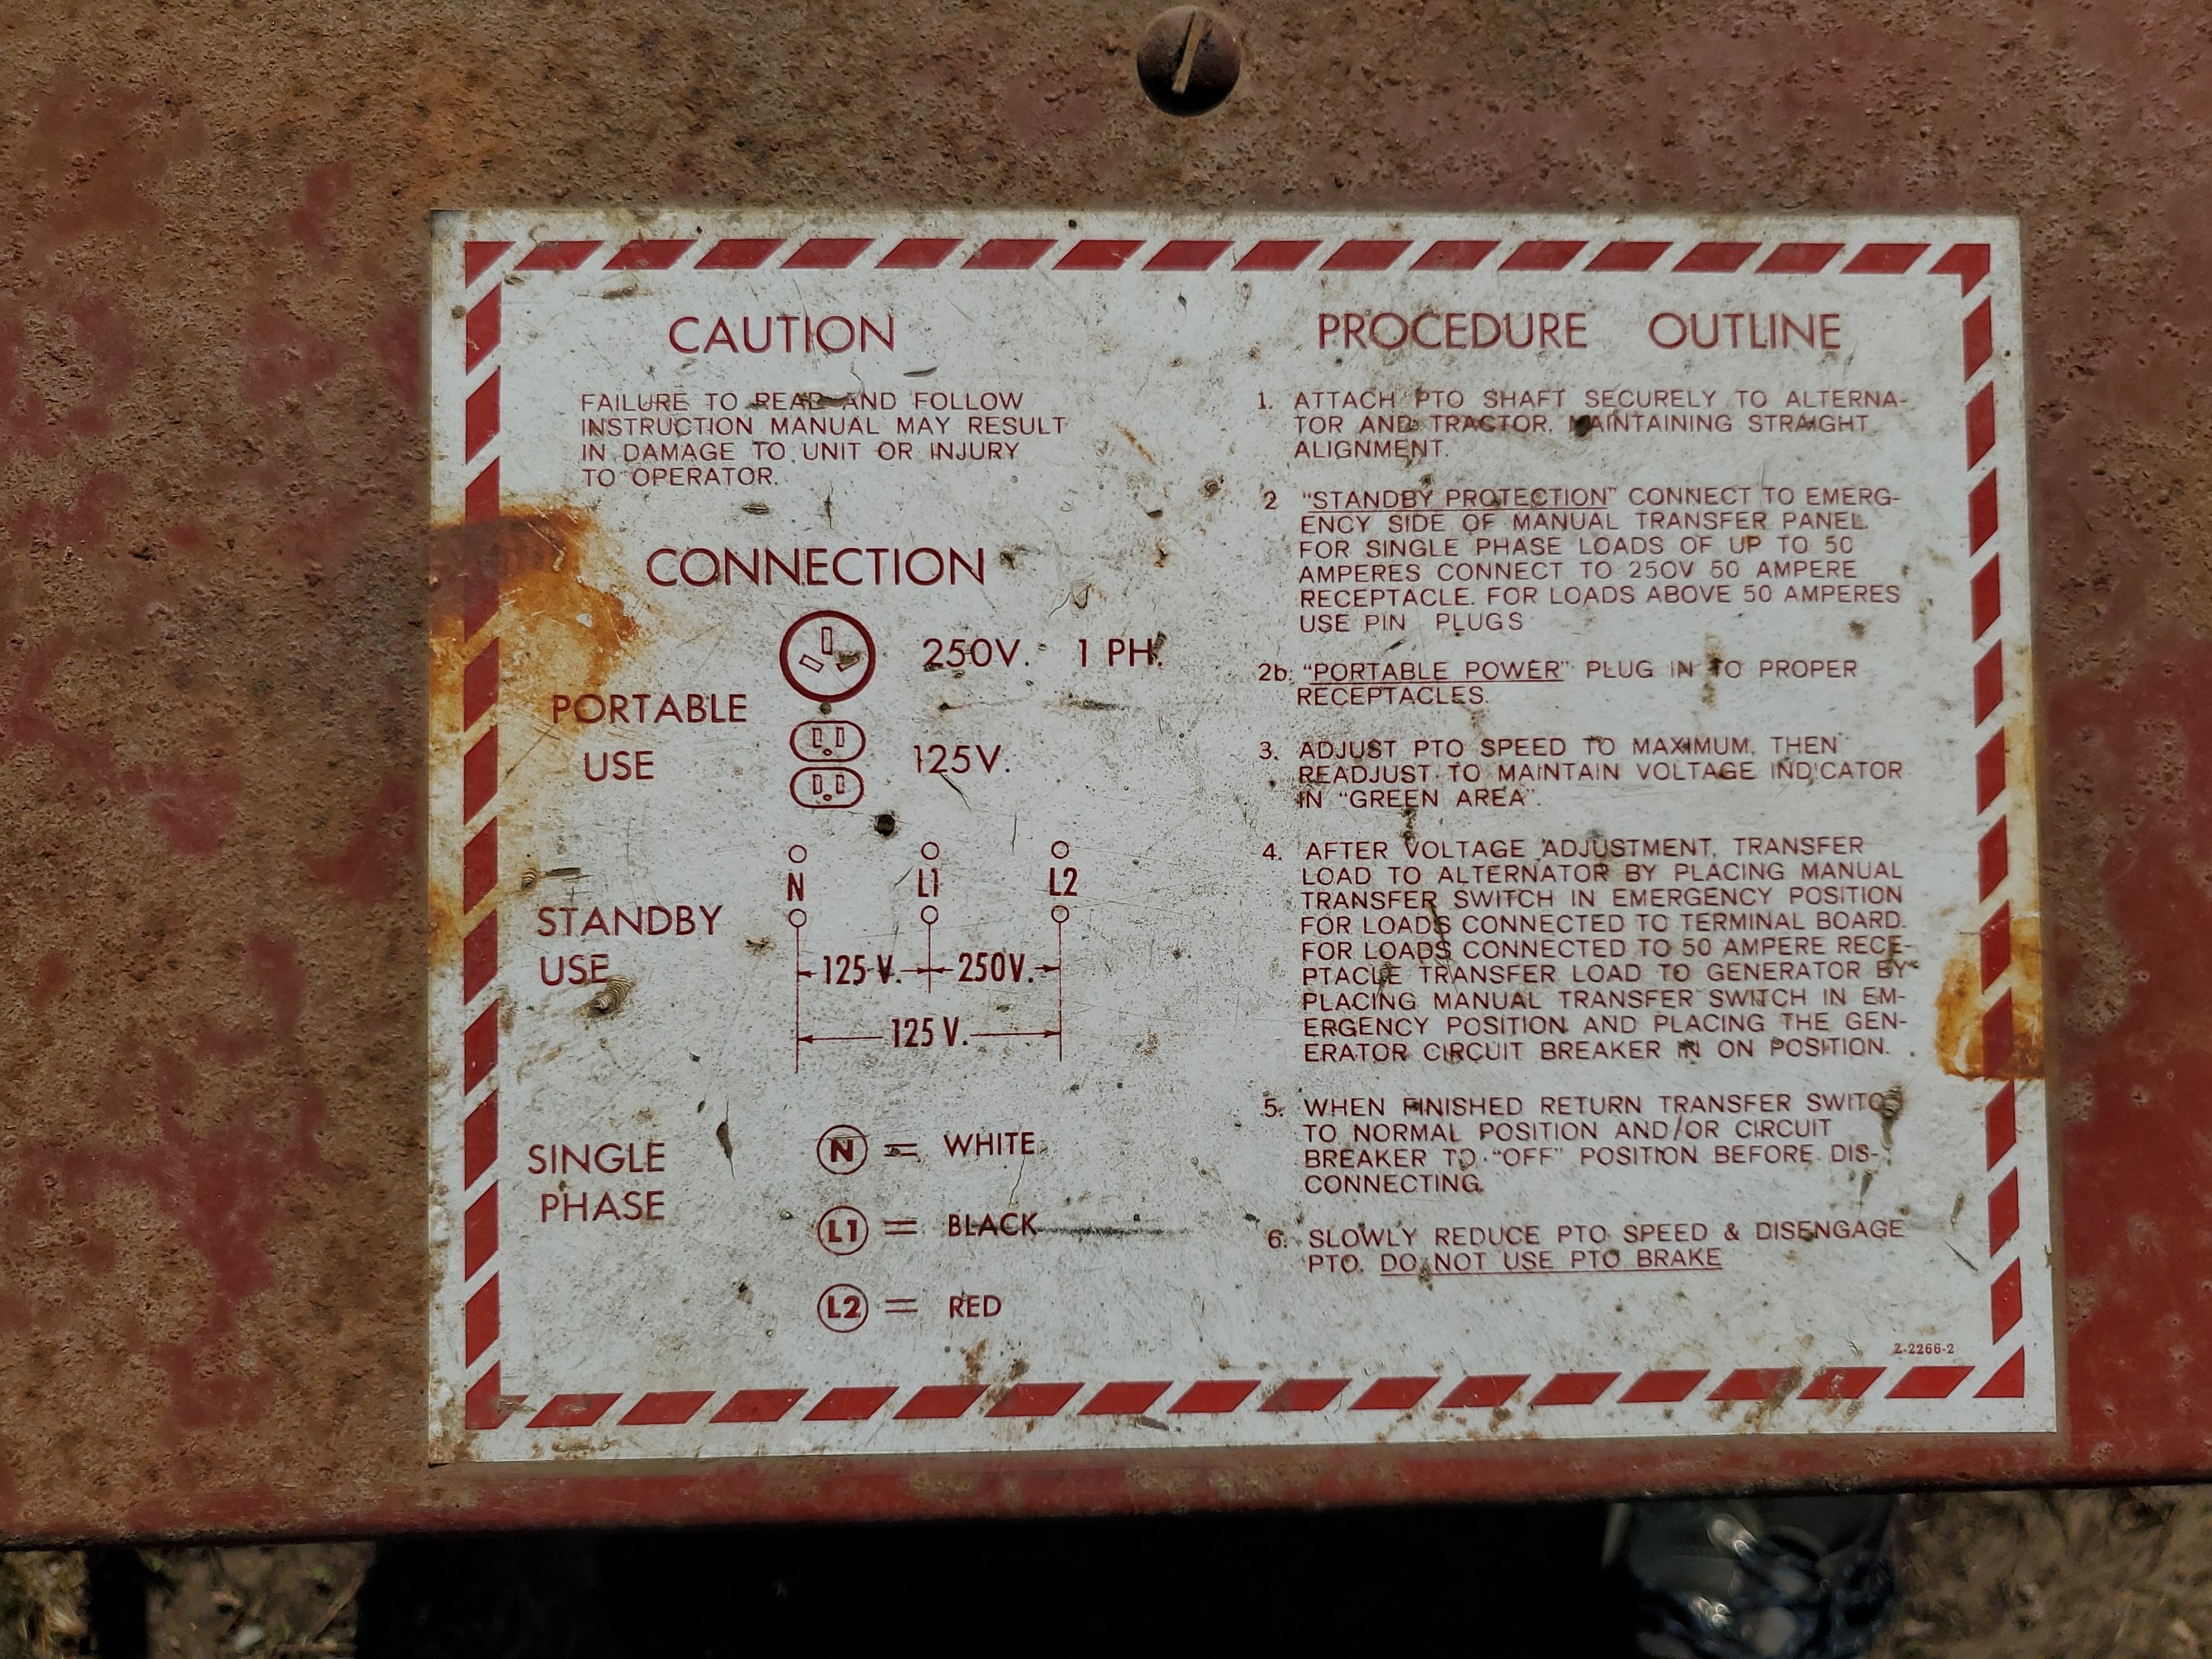 CAUTION
FAILURE TO READ AND FOLLOW
INSTRUCTION MANUAL MAY RESULT
IN DAMAGE TO UNIT OR INJURY
TO OPERATOR.
CONNECTION
250V. 1 PH.
PORTABLE
USE
125V.
N L1 L2
STANDBY
USE
125 V. 250V.
125 V.
SINGLE
PHASE
N = WHITE
L1 = BLACK
L2 = RED
PROCEDURE OUTLINE
1. ATTACH PTO SHAFT SECURELY TO ALTERNA-
TOR AND TRACTOR, MAINTAINING STRAIGHT
ALIGNMENT.
2 "STANDBY PROTECTION" CONNECT TO EMERG-
ENCY SIDE OF MANUAL TRANSFER PANEL.
FOR SINGLE PHASE LOADS OF UP TO 50
AMPERES CONNECT TO 250V 50 AMPERE
RECEPTACLE. FOR LOADS ABOVE 50 AMPERES
USE PIN PLUGS
2b. "PORTABLE POWER" PLUG IN TO PROPER
RECEPTACLES.
3. ADJUST PTO SPEED TO MAXIMUM, THEN
READJUST TO MAINTAIN VOLTAGE INDICATOR
IN "GREEN AREA".
4. AFTER VOLTAGE ADJUSTMENT, TRANSFER
LOAD TO ALTERNATOR BY PLACING MANUAL
TRANSFER SWITCH IN EMERGENCY POSITION
FOR LOADS CONNECTED TO TERMINAL BOARD.
FOR LOADS CONNECTED TO 50 AMPERE RECE-
PTACLE TRANSFER LOAD TO GENERATOR BY
PLACING MANUAL TRANSFER SWITCH IN EM-
ERGENCY POSITION AND PLACING THE GEN-
ERATOR CIRCUIT BREAKER IN ON POSITION.
5. WHEN FINISHED RETURN TRANSFER SWITCH
TO NORMAL POSITION AND/OR CIRCUIT
BREAKER TO "OFF" POSITION BEFORE DIS-
CONNECTING.
6. SLOWLY REDUCE PTO SPEED & DISENGAGE
PTO. DO NOT USE PTO BRAKE
2-2266-2